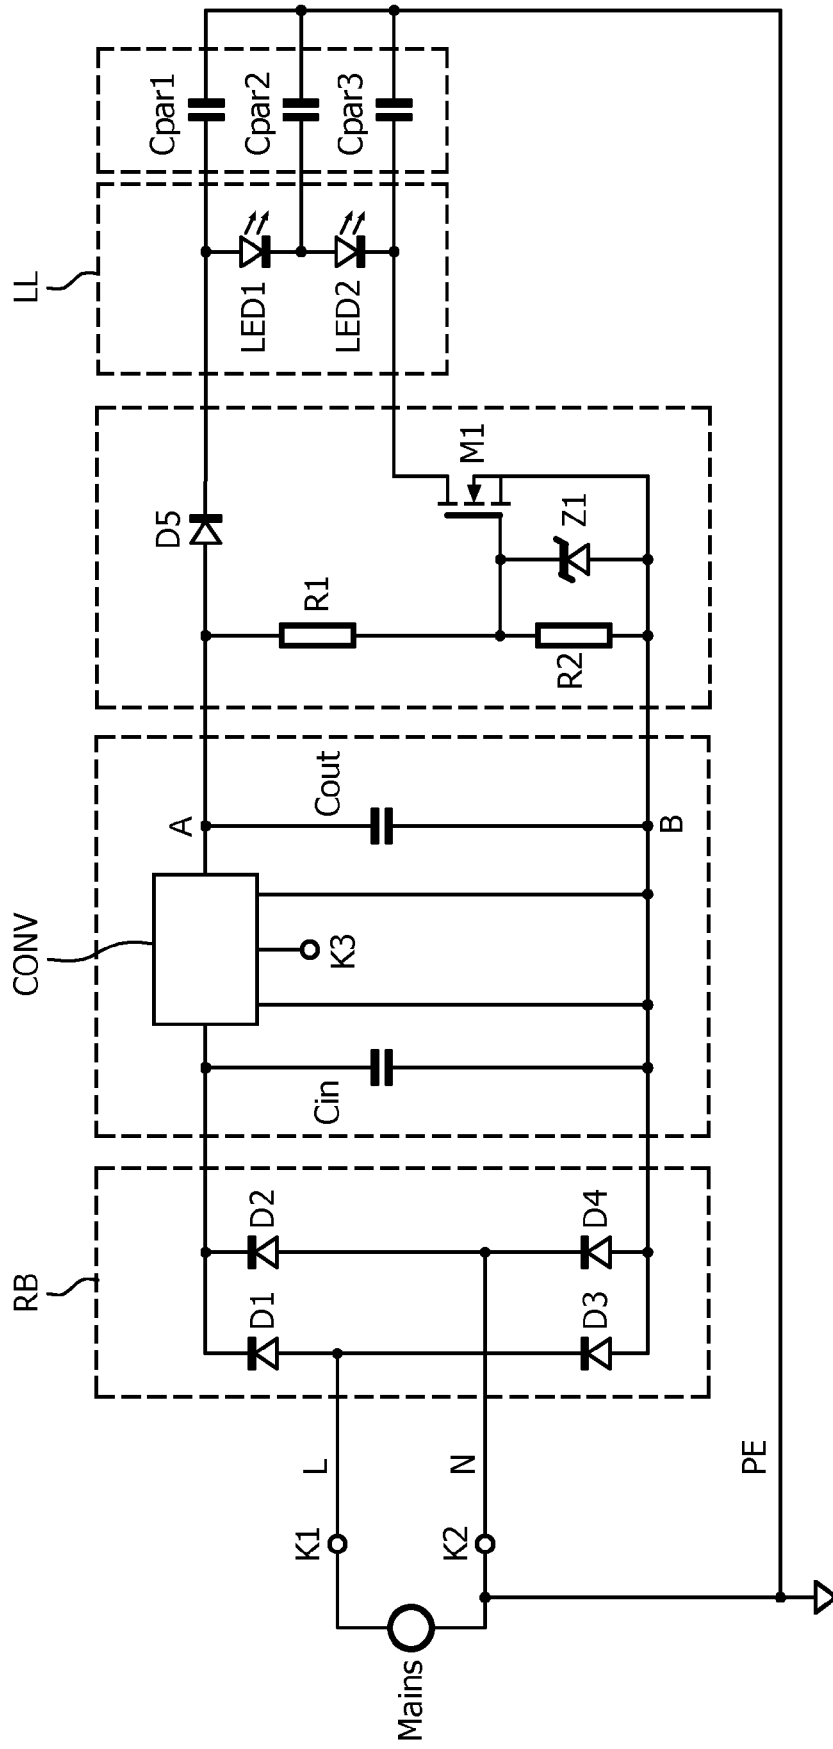 RB
CONV
LL
Mains
K1
K2
L
N
PE
D1
D2
D3
D4
Cin
K3
Cout
A
B
R1
R2
D5
Z1
M1
LED1
LED2
Cpar1
Cpar2
Cpar3